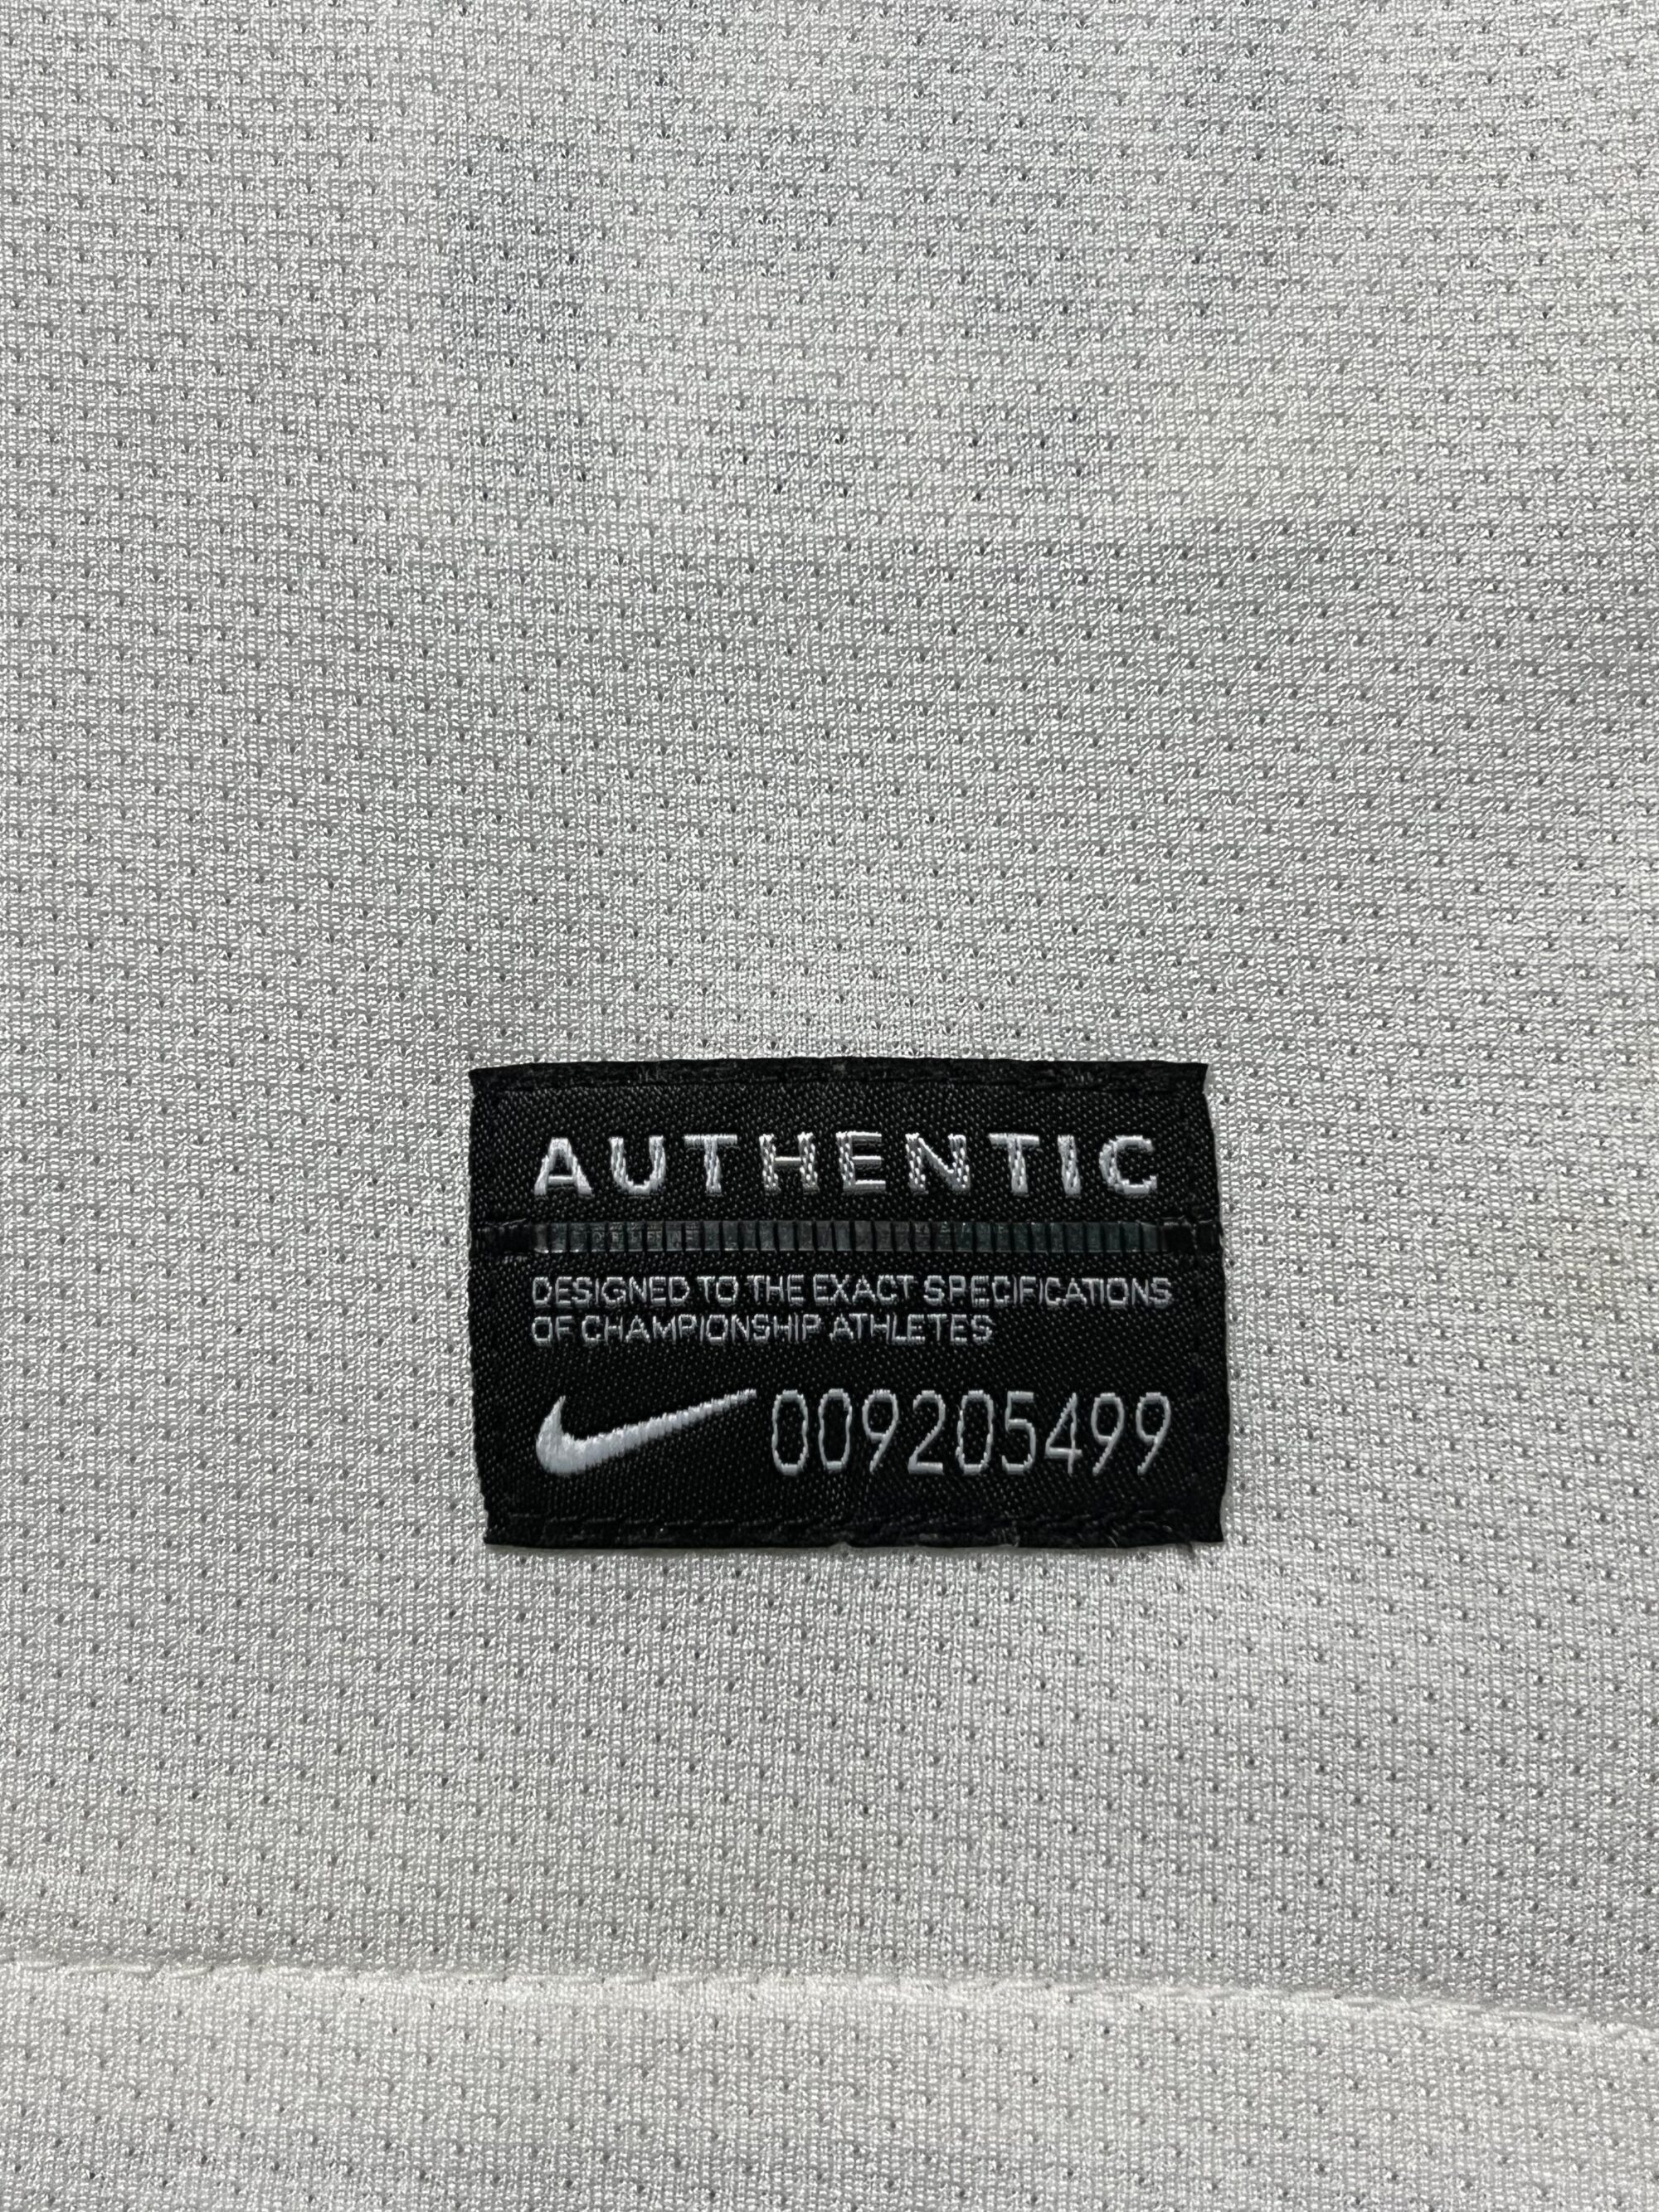 AUTHENTIC
DESIGNED TO THE EXACT SPECIFICATIONS
OF CHAMPIONSHIP ATHLETES
009205499